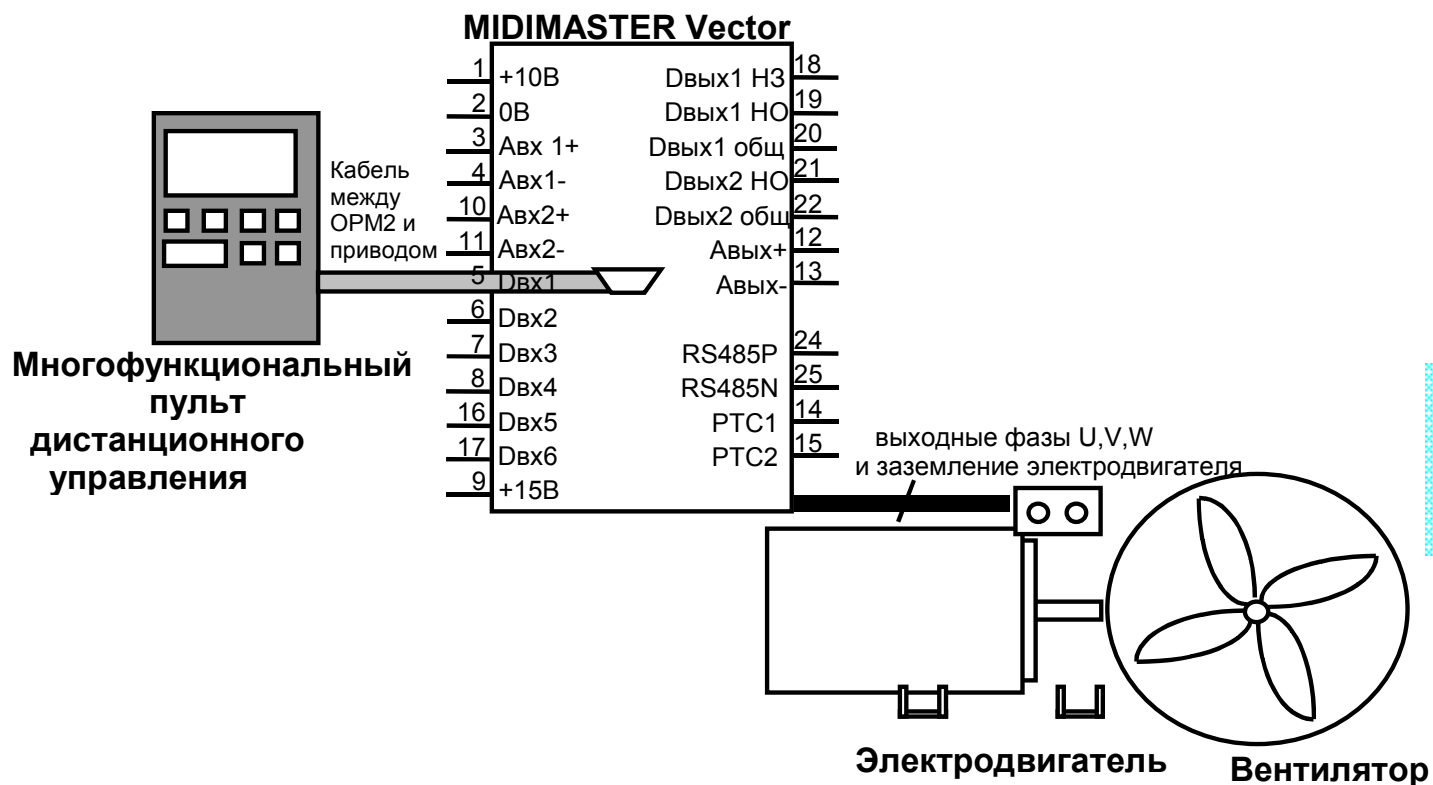 MIDIMASTER Vector
1
+10В
2
0В
3
Авх 1+
4
Авх1-
10
Авх2+
11
Авх2-
5
Dвх1
6
Dвх2
7
Dвх3
8
Dвх4
16
Dвх5
17
Dвх6
9
+15В
Dвых1 НЗ
18
Dвых1 НО
19
Dвых1 общ
20
Dвых2 НО
21
Dвых2 общ
22
Авых+
12
Авых-
13
RS485P
24
RS485N
25
PTC1
14
PTC2
15
Кабель
между
OPM2 и
приводом
Многофункциональный
пульт
дистанционного
управления
выходные фазы U,V,W
и заземление электродвигателя
Электродвигатель
Вентилятор